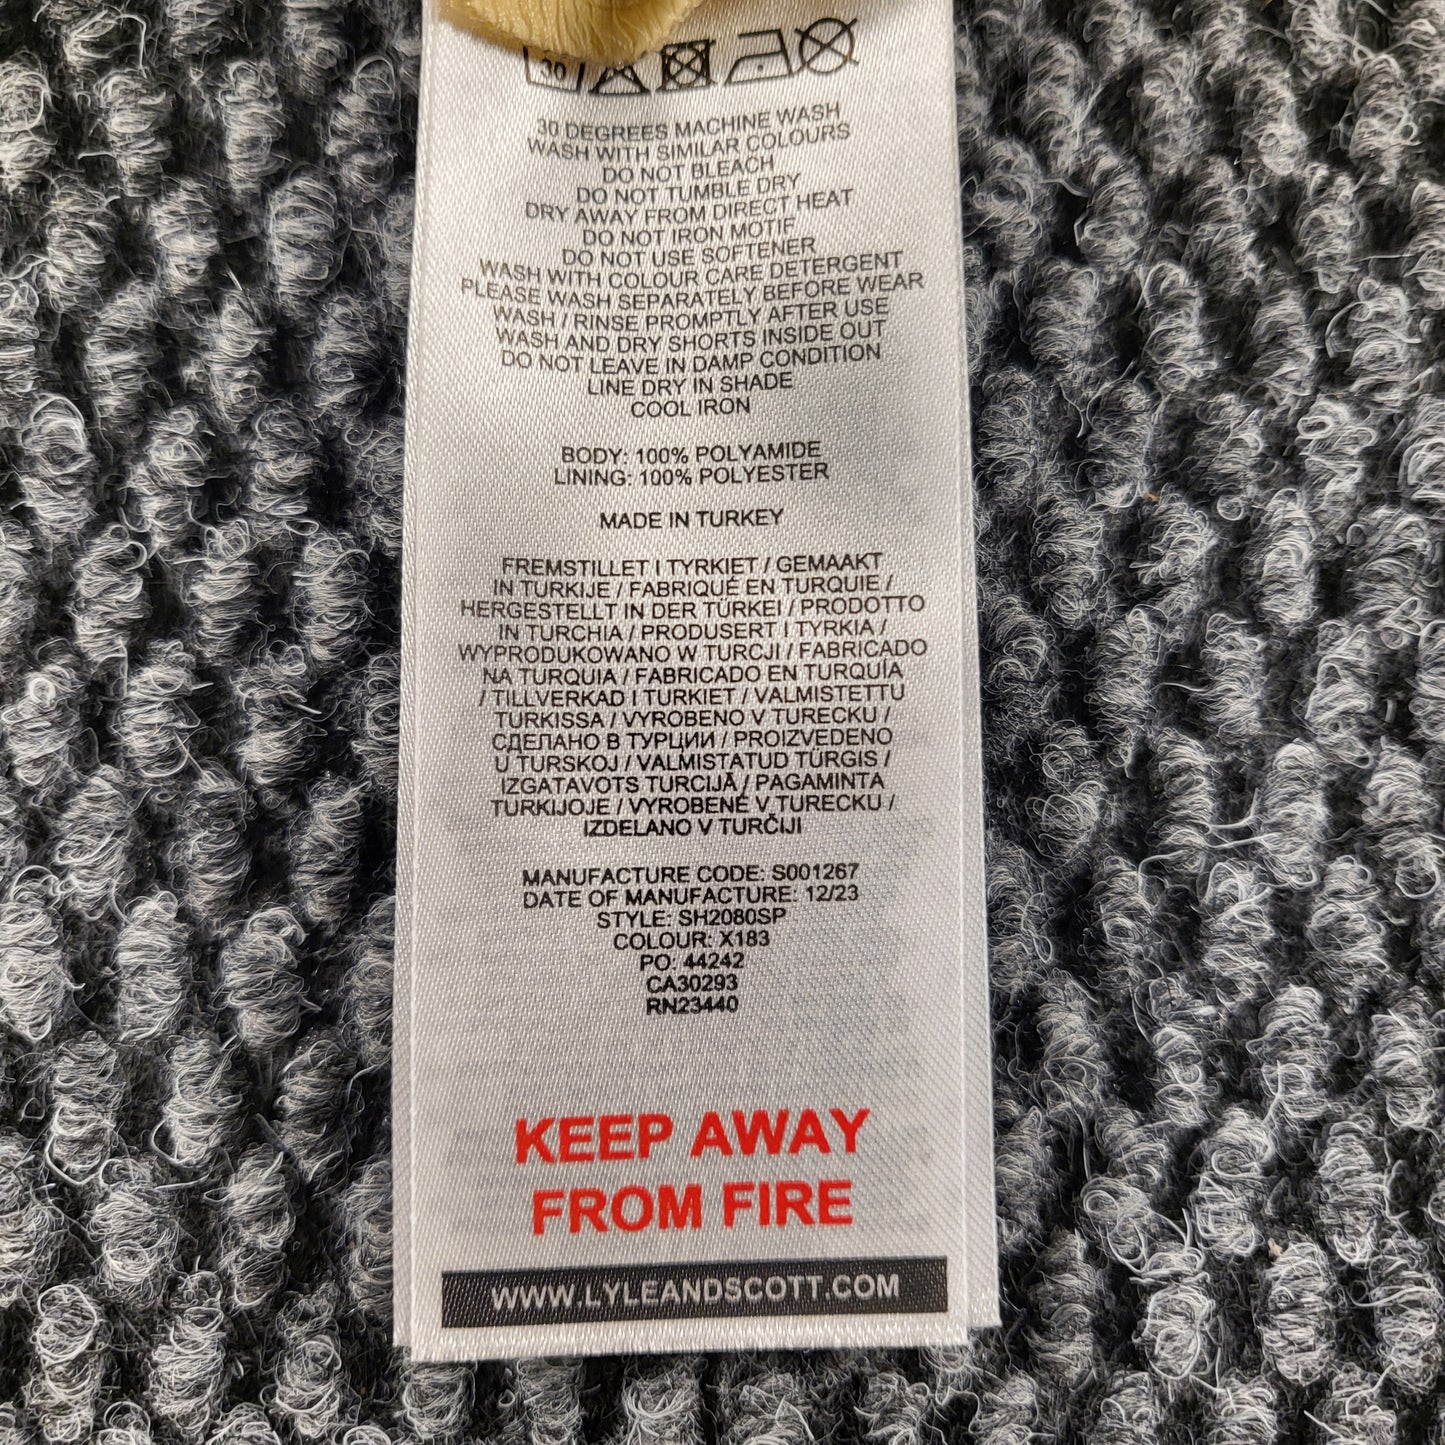 30
30 DEGREES MACHINE WASH
WASH WITH SIMILAR COLOURS
DO NOT BLEACH
DO NOT TUMBLE DRY
DRY AWAY FROM DIRECT HEAT
DO NOT IRON MOTIF
DO NOT USE SOFTENER
WASH WITH COLOUR CARE DETERGENT
PLEASE WASH SEPARATELY BEFORE WEAR
WASH / RINSE PROMPTLY AFTER USE
WASH AND DRY SHORTS INSIDE OUT
DO NOT LEAVE IN DAMP CONDITION
LINE DRY IN SHADE
COOL IRON
BODY: 100% POLYAMIDE
LINING: 100% POLYESTER
MADE IN TURKEY
FREMSTILLET I TYRKIET / GEMAAKT
IN TURKIJE / FABRIQUÉ EN TURQUIE /
HERGESTELLT IN DER TÜRKEI / PRODOTTO
IN TURCHIA / PRODUSERT I TYRKIA /
WYPRODUKOWANO W TURCJI / FABRICADO
NA TURQUIA / FABRICADO EN TURQUÍA
/ TILLVERKAD I TURKIET / VALMISTETTU
TURKISSA / VYROBENO V TURECKU /
СДЕЛАНО В ТУРЦИИ / PROIZVEDENO
U TURSKOJ / VALMISTATUD TÜRGIS /
IZGATAVOTS TURCIJĀ / PAGAMINTA
TURKIJOJE / VYROBENÉ V TURECKU /
IZDELANO V TURČIJI
MANUFACTURE CODE: S001267
DATE OF MANUFACTURE: 12/23
STYLE: SH2080SP
COLOUR: X183
PO: 44242
CA30293
RN23440
KEEP AWAY
FROM FIRE
WWW.LYLEANDSCOTT.COM